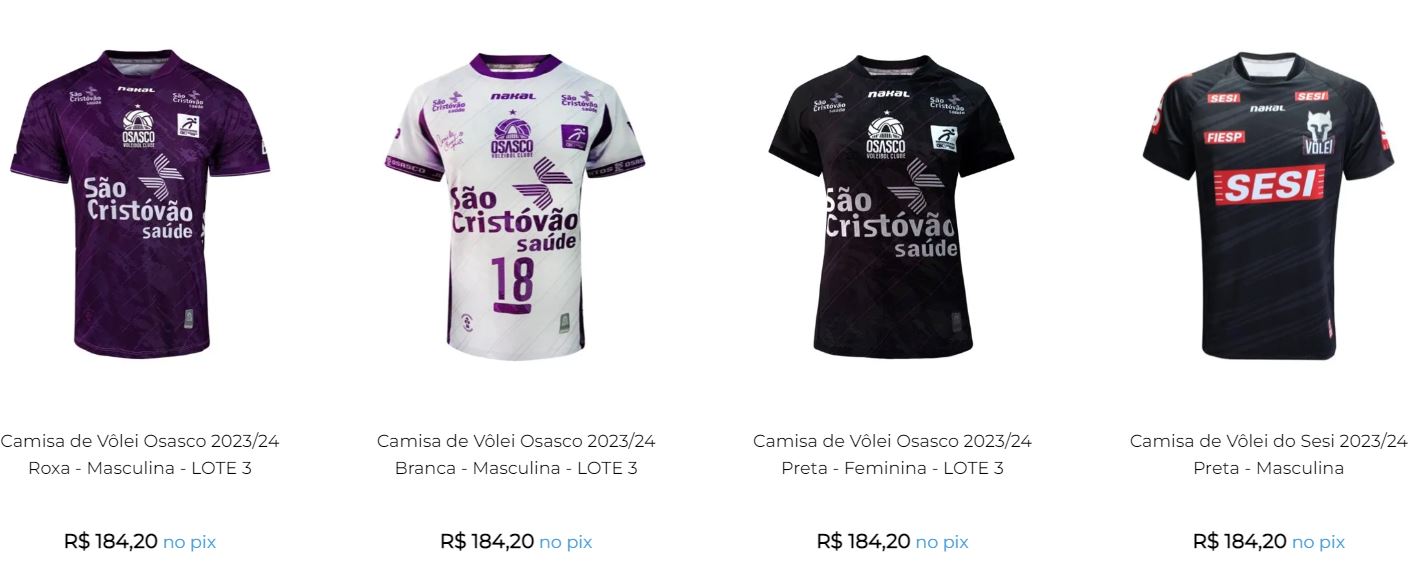 nakal
São
Cristóvão
saúde
São
Cristóvão
saúde
OSASCO
VOLEIBOL CLUBE
São
Cristóvão
saúde
nakal
São
Cristóvão
saúde
São
Cristóvão
saúde
OSASCO
VOLEIBOL CLUBE
OSASCO
São
Cristóvão
saúde
18
nakal
São
Cristóvão
saúde
São
Cristóvão
saúde
OSASCO
VOLEIBOL CLUBE
São
Cristóvão
saúde
SESI
SESI
nakal
FIESP
VÔLEI
SESI
Camisa de Vôlei Osasco 2023/24
Roxa - Masculina - LOTE 3
Camisa de Vôlei Osasco 2023/24
Branca - Masculina - LOTE 3
Camisa de Vôlei Osasco 2023/24
Preta - Feminina - LOTE 3
Camisa de Vôlei do Sesi 2023/24
Preta - Masculina
R$ 184,20 no pix
R$ 184,20 no pix
R$ 184,20 no pix
R$ 184,20 no pix